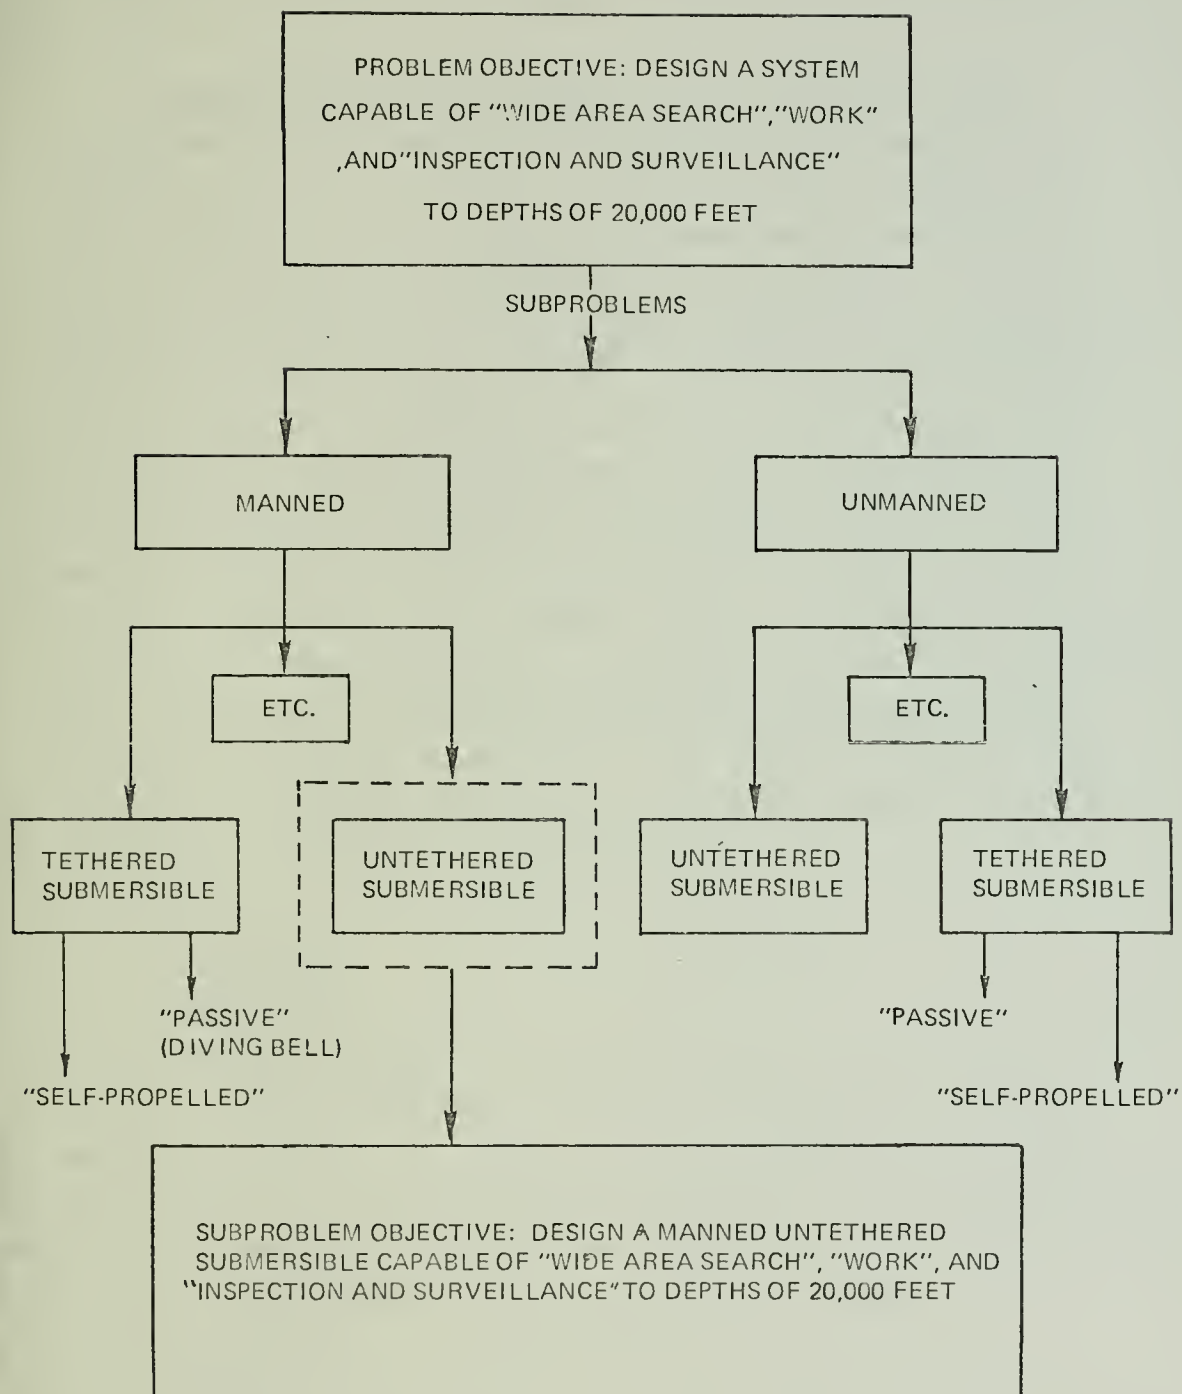 PROBLEM OBJECTIVE: DESIGN A SYSTEM
CAPABLE OF "WIDE AREA SEARCH","WORK"
,AND"INSPECTION AND SURVEILLANCE"
TO DEPTHS OF 20,000 FEET
SUBPROBLEMS
MANNED
UNMANNED
ETC.
ETC.
TETHERED
SUBMERSIBLE
UNTETHERED
SUBMERSIBLE
UNTETHERED
SUBMERSIBLE
TETHERED
SUBMERSIBLE
"PASSIVE"
(DIVING BELL)
"PASSIVE"
"SELF-PROPELLED"
"SELF-PROPELLED"
SUBPROBLEM OBJECTIVE: DESIGN A MANNED UNTETHERED
SUBMERSIBLE CAPABLE OF "WIDE AREA SEARCH", "WORK", AND
"INSPECTION AND SURVEILLANCE"TO DEPTHS OF 20,000 FEET